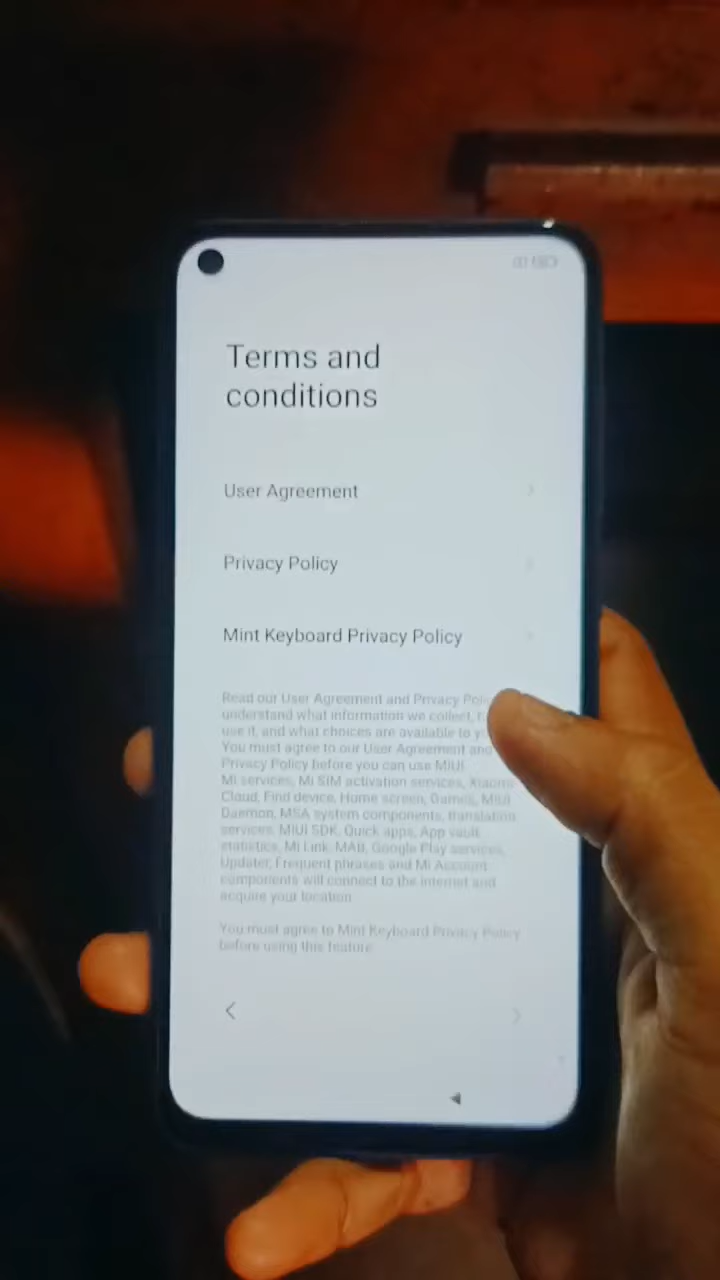 Terms and
conditions
User Agreement
Privacy Policy
Mint Keyboard Privacy Policy
Read our User Agreement and Privacy
understand what information we collect,
use it, and what choices are available to
You must agree to our User Agreement and
Privacy Policy before you can use MIUI.
Mi services, Mi SIM activation services, Xiaomi
Cloud, Find device, Home screen, Games, MIUI
Daemon, MSA system components, translation
services, MIUI SDK, Quick apps, App vault,
statistics, Mi Link, MAB, Google Play services,
Updater, Frequent phrases and Mi Account
components will connect to the internet and
acquire your location.
You must agree to Mint Keyboard Privacy Policy
before using this feature.